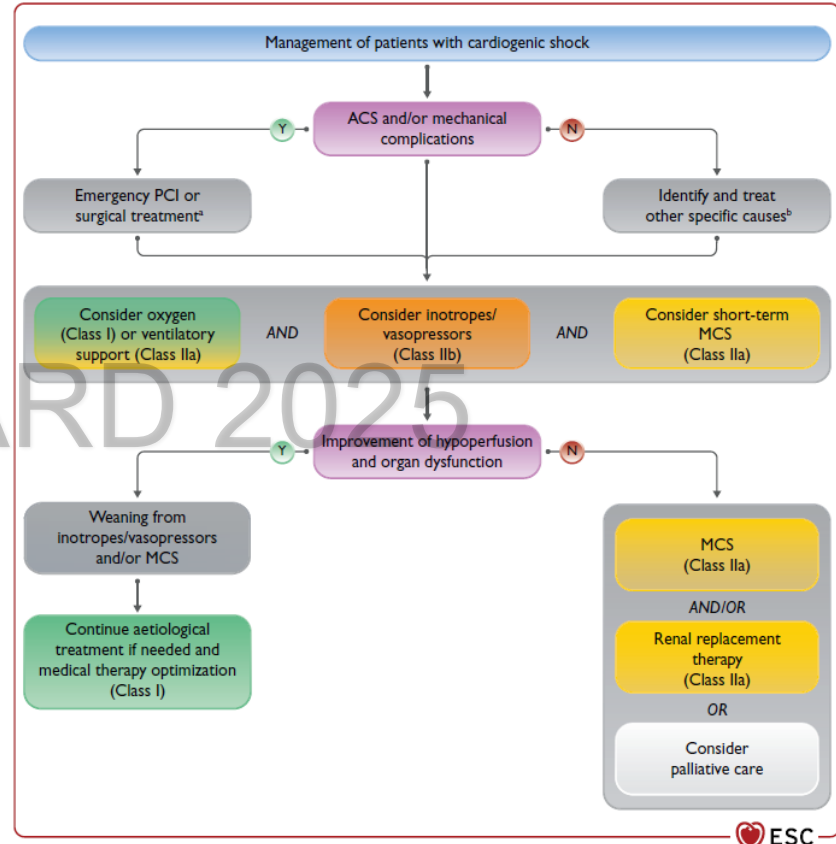 Management of patients with cardiogenic shock
ACS and/or mechanical
complications
Y
N
Emergency PCI or
surgical treatmentᵃ
Identify and treat
other specific causesᵇ
Consider oxygen
(Class I) or ventilatory
support (Class IIa)
AND
Consider inotropes/
vasopressors
(Class IIb)
AND
Consider short-term
MCS
(Class IIa)
ARD 2025
Improvement of hypoperfusion
and organ dysfunction
Y
N
Weaning from
inotropes/vasopressors
and/or MCS
Continue aetiological
treatment if needed and
medical therapy optimization
(Class I)
MCS
(Class IIa)
AND/OR
Renal replacement
therapy
(Class IIa)
OR
Consider
palliative care
ESC